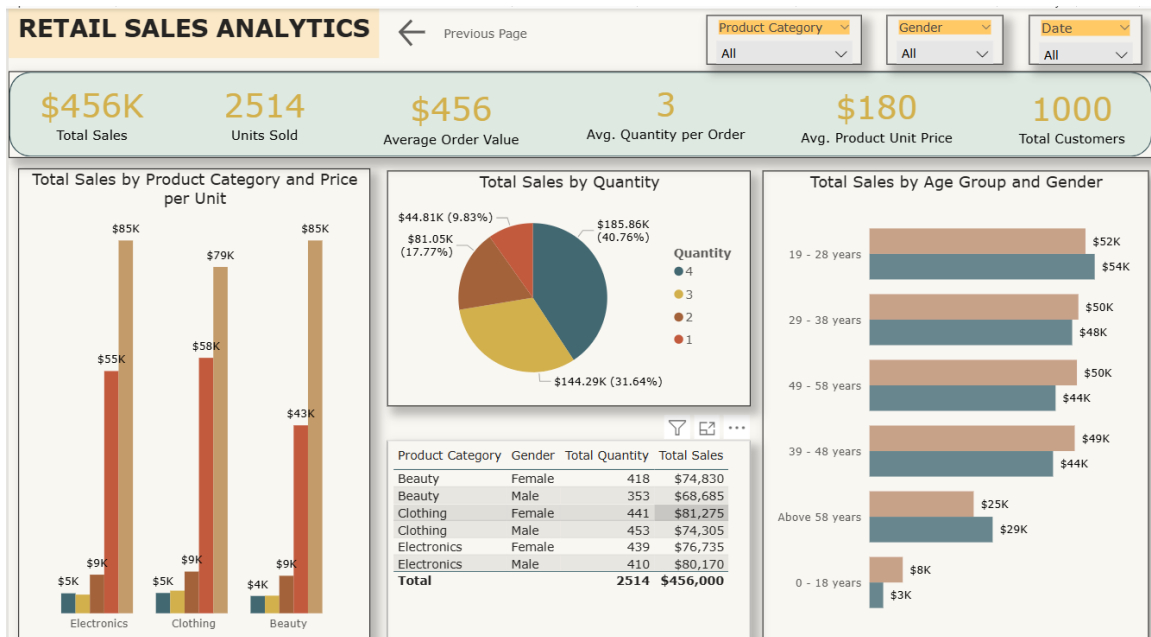 RETAIL SALES ANALYTICS
Previous Page
Product Category
All
Gender
All
Date
All
$456K
Total Sales
2514
Units Sold
$456
Average Order Value
3
Avg. Quantity per Order
$180
Avg. Product Unit Price
1000
Total Customers
Total Sales by Product Category and Price
per Unit
$5K
$9K
$55K
$85K
$5K
$9K
$58K
$79K
$4K
$9K
$43K
$85K
Electronics
Clothing
Beauty
Total Sales by Quantity
$44.81K (9.83%)
$81.05K
(17.77%)
$185.86K
(40.76%)
$144.29K (31.64%)
Quantity
4
3
2
1
Product Category Gender Total Quantity Total Sales
Beauty Female 418 $74,830
Beauty Male 353 $68,685
Clothing Female 441 $81,275
Clothing Male 453 $74,305
Electronics Female 439 $76,735
Electronics Male 410 $80,170
Total 2514 $456,000
Total Sales by Age Group and Gender
19 - 28 years
$52K
$54K
29 - 38 years
$50K
$48K
49 - 58 years
$50K
$44K
39 - 48 years
$49K
$44K
Above 58 years
$25K
$29K
0 - 18 years
$8K
$3K